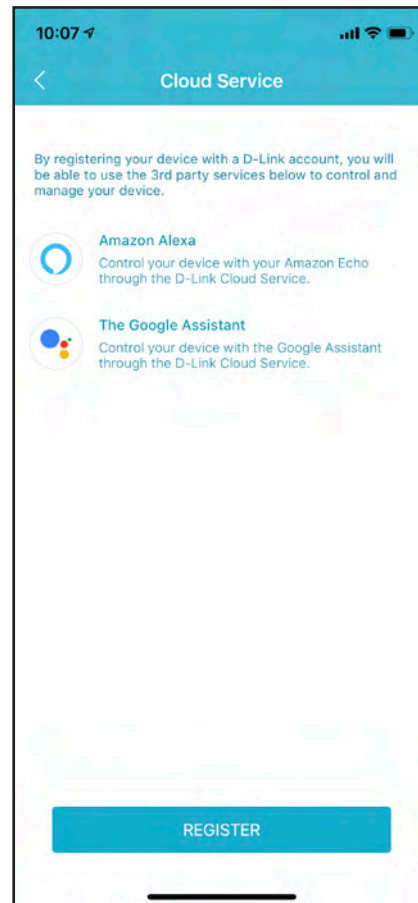 10:07
Cloud Service
By registering your device with a D-Link account, you will
be able to use the 3rd party services below to control and
manage your device.
Amazon Alexa
Control your device with your Amazon Echo
through the D-Link Cloud Service.
The Google Assistant
Control your device with the Google Assistant
through the D-Link Cloud Service.
REGISTER